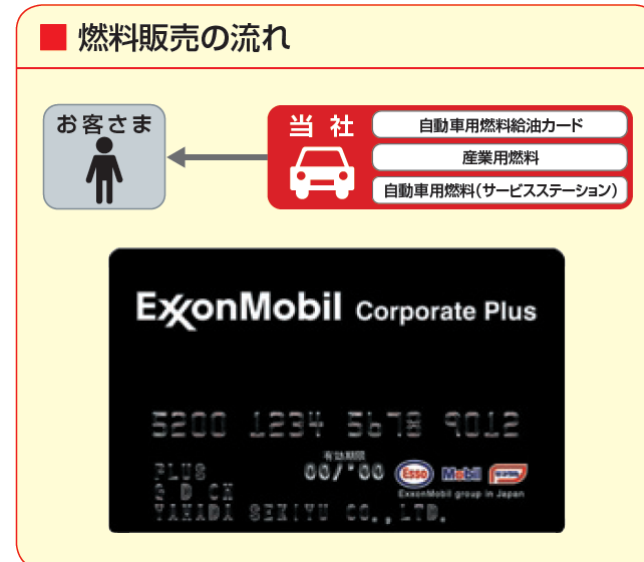 ■ 燃料販売の流れ
お客さま
当社
自動車用燃料給油カード
産業用燃料
自動車用燃料(サービスステーション)
ExxonMobil Corporate Plus
5200 1234 5678 9012
有効期限
PLUS 00/'00 Esso Mobil
G D CH ExxonMobil group in Japan
YAHADA SEKIYU CO.,LTD.